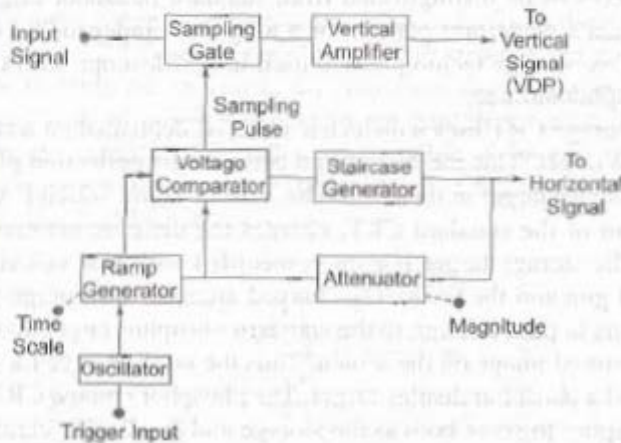 Input
Signal
Sampling
Gate
Vertical
Amplifier
To
Vertical
Signal
(VDP)
Sampling
Pulse
Voltage
Comparator
Staircase
Generator
To
Horizontal
Signal
Ramp
Generator
Attenuator
Time
Scale
Magnitude
Oscillator
Trigger Input